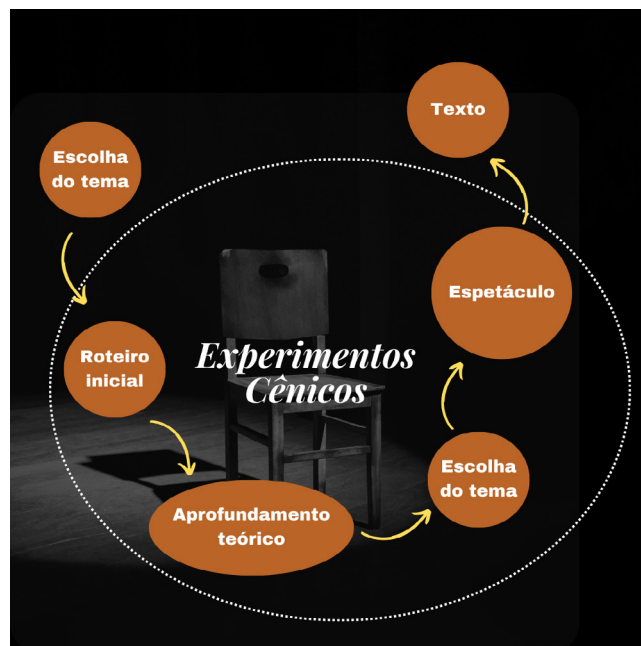 Escolha
do tema
Roteiro
inicial
Aprofundamento
teórico
Escolha
do tema
Espetáculo
Texto
Experimentos
Cênicos